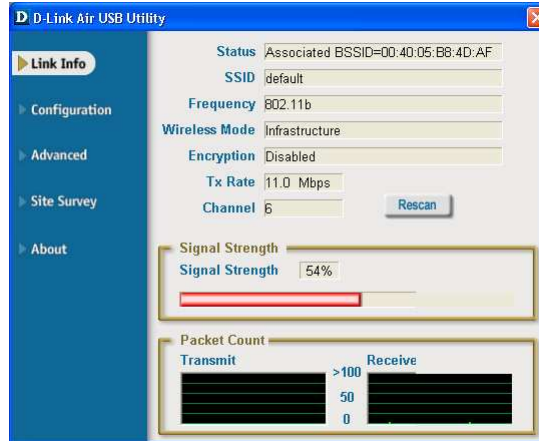 D D-Link Air USB Utility
Link Info
Configuration
Advanced
Site Survey
About
Status Associated BSSID=00:40:05:B8:4D:AF
SSID default
Frequency 802.11b
Wireless Mode Infrastructure
Encryption Disabled
Tx Rate 11.0 Mbps
Channel 6 Rescan
Signal Strength
Signal Strength 54%
Packet Count
Transmit Receive
>100
50
0